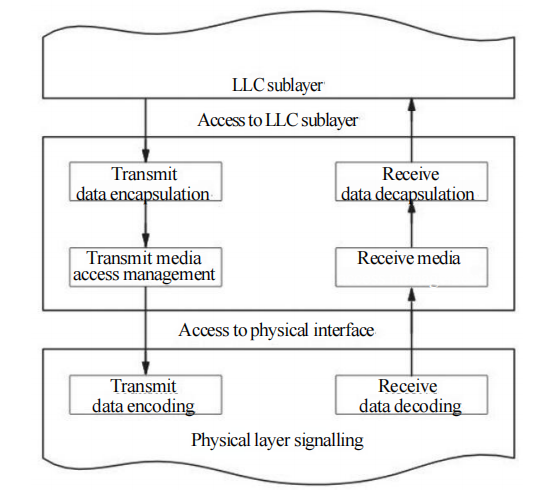 LLC sublayer
Access to LLC sublayer
Transmit
data encapsulation
Receive
data decapsulation
Transmit media
access management
Receive media
Access to physical interface
Transmit
data encoding
Receive
data decoding
Physical layer signalling